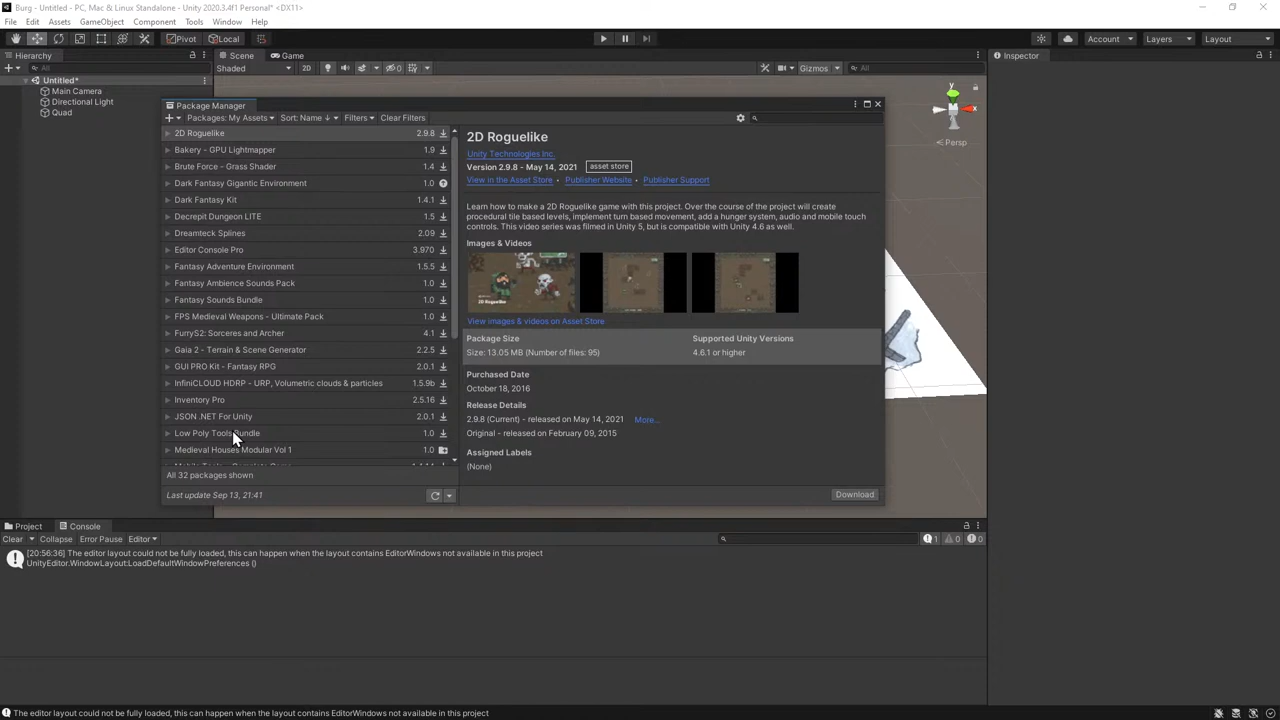 Burg - Untitled - PC, Mac & Linux Standalone - Unity 2020.3.4f1 Personal* <DX11>
File Edit Assets GameObject Component Tools Window Help
Pivot Local Account Layers Layout
Hierarchy Scene Game Inspector
All Shaded 2D 0 Gizmos All
Untitled*
Main Camera
Directional Light
Quad
y
x
Persp
Package Manager
Packages: My Assets Sort: Name ↓ Filters Clear Filters
2D Roguelike 2.9.8
Bakery - GPU Lightmapper 1.9
Brute Force - Grass Shader 1.4
Dark Fantasy Gigantic Environment 1.0
Dark Fantasy Kit 1.4.1
Decrepit Dungeon LITE 1.5
Dreamteck Splines 2.09
Editor Console Pro 3.970
Fantasy Adventure Environment 1.5.5
Fantasy Ambience Sounds Pack 1.0
Fantasy Sounds Bundle 1.0
FPS Medieval Weapons - Ultimate Pack 1.0
FurryS2: Sorceres and Archer 4.1
Gaia 2 - Terrain & Scene Generator 2.2.5
GUI PRO Kit - Fantasy RPG 2.0.1
InfiniCLOUD HDRP - URP, Volumetric clouds & particles 1.5.9b
Inventory Pro 2.5.16
JSON .NET For Unity 2.0.1
Low Poly Tools Bundle 1.0
Medieval Houses Modular Vol 1 1.0
All 32 packages shown
Last update Sep 13, 21:41
2D Roguelike
Unity Technologies Inc.
Version 2.9.8 - May 14, 2021 asset store
View in the Asset Store • Publisher Website • Publisher Support
Learn how to make a 2D Roguelike game with this project. Over the course of the project will create
procedural tile based levels, implement turn based movement, add a hunger system, audio and mobile touch
controls. This video series was filmed in Unity 5, but is compatible with Unity 4.6 as well.
Images & Videos
2D Roguelike
View images & videos on Asset Store
Package Size Supported Unity Versions
Size: 13.05 MB (Number of files: 95) 4.6.1 or higher
Purchased Date
October 18, 2016
Release Details
2.9.8 (Current) - released on May 14, 2021 More...
Original - released on February 09, 2015
Assigned Labels
(None)
Download
Project Console
Clear Collapse Error Pause Editor 1 0 0
[20:56:36] The editor layout could not be fully loaded, this can happen when the layout contains EditorWindows not available in this project
UnityEditor.WindowLayout:LoadDefaultWindowPreferences ()
The editor layout could not be fully loaded, this can happen when the layout contains EditorWindows not available in this project